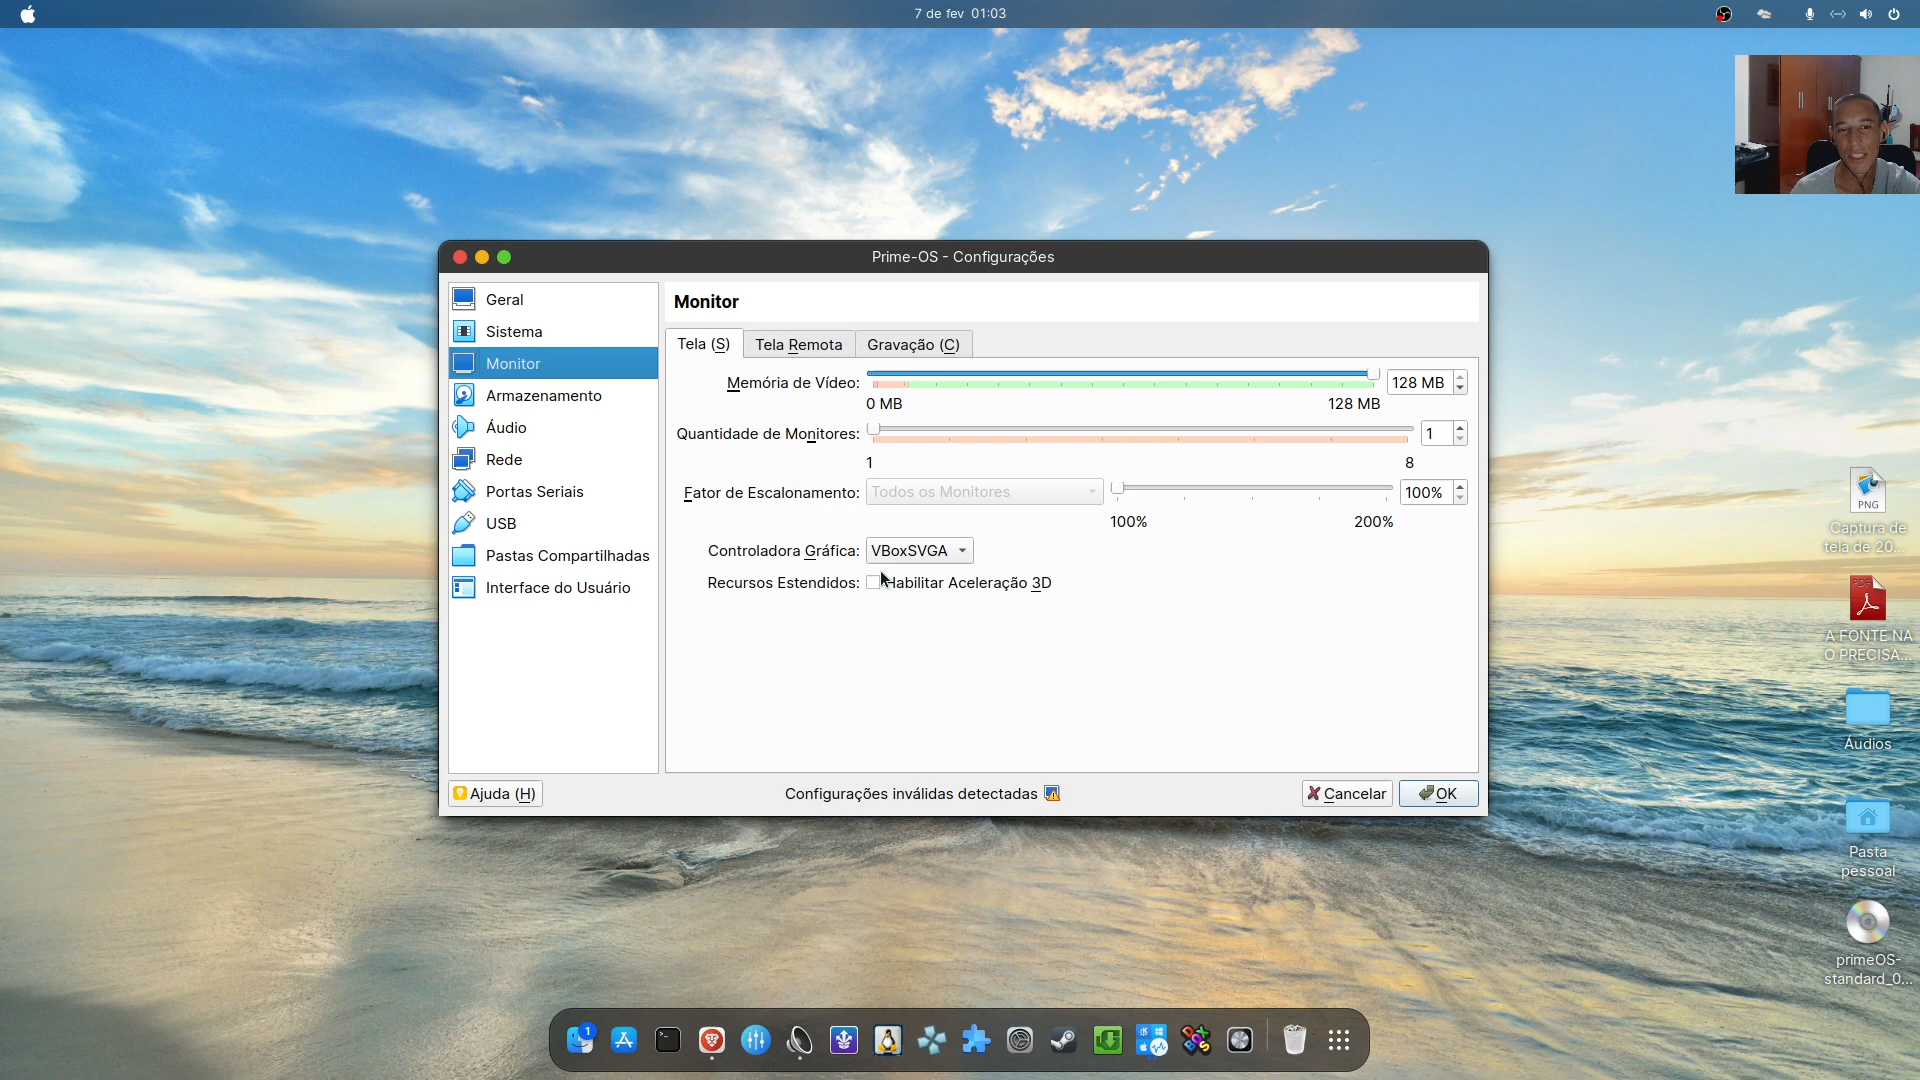 7 de fev 01:03
Prime-OS - Configurações
Geral
Sistema
Monitor
Armazenamento
Áudio
Rede
Portas Seriais
USB
Pastas Compartilhadas
Interface do Usuário
Monitor
Tela (S)
Tela Remota
Gravação (C)
Memória de Vídeo:
128 MB
0 MB
128 MB
Quantidade de Monitores:
1
1
8
Fator de Escalonamento:
Todos os Monitores
100%
100%
200%
Controladora Gráfica:
VBoxSVGA
Recursos Estendidos:
Habilitar Aceleração 3D
Ajuda (H)
Configurações inválidas detectadas
Cancelar
OK
PNG
Captura de
tela de 20...
PDF
A FONTE NA
O PRECISA...
Áudios
Pasta
pessoal
primeOS-
standard_0...
1